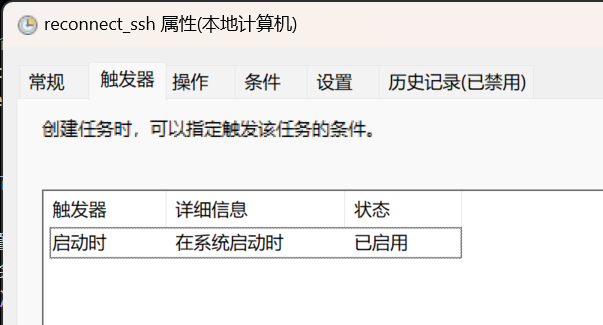 reconnect_ssh 属性(本地计算机)
常规 触发器 操作 条件 设置 历史记录(已禁用)
创建任务时，可以指定触发该任务的条件。
触发器 详细信息 状态
启动时 在系统启动时 已启用